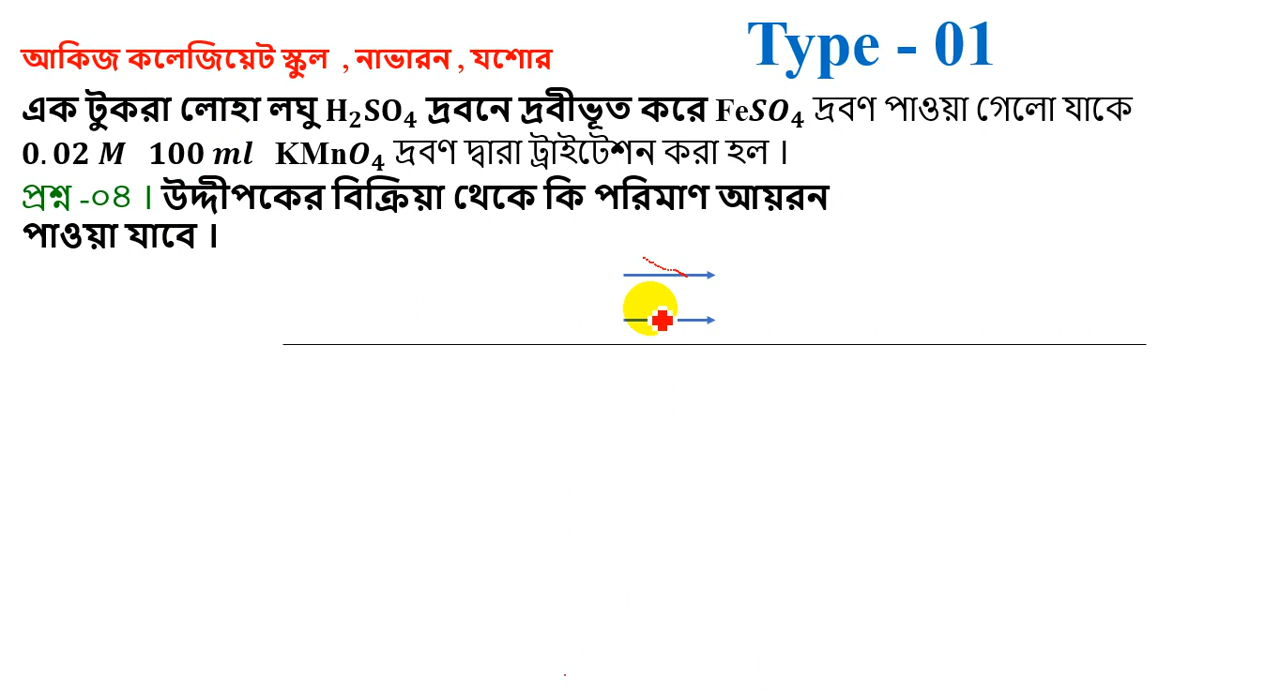 Type - 01
আকিজ কলেজিয়েট স্কুল , নাভারন , যশোর
এক টুকরা লোহা লঘু H₂SO₄ দ্রবনে দ্রবীভূত করে FeSO₄ দ্রবণ পাওয়া গেলো যাকে
0.02 M 100 ml KMnO₄ দ্রবণ দ্বারা ট্রাইটেশন করা হল ।
প্রশ্ন -০৪ । উদ্দীপকের বিক্রিয়া থেকে কি পরিমাণ আয়রন
পাওয়া যাবে ।